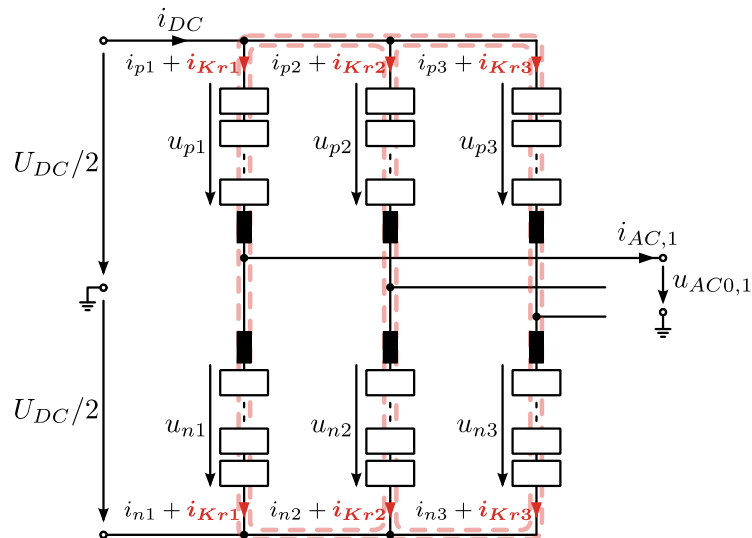 i_{DC}
i_{p1} + i_{Kr1} i_{p2} + i_{Kr2} i_{p3} + i_{Kr3}
u_{p1} u_{p2} u_{p3}
U_{DC}/2
i_{AC,1}
u_{AC0,1}
U_{DC}/2
u_{n1} u_{n2} u_{n3}
i_{n1} + i_{Kr1} i_{n2} + i_{Kr2} i_{n3} + i_{Kr3}